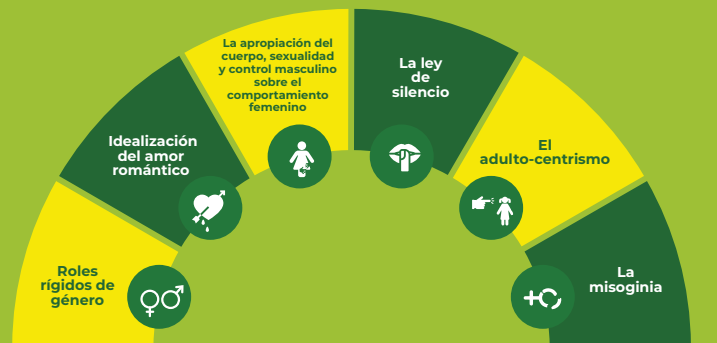 Roles
rígidos de
género
Idealización
del amor
romántico
La apropiación del
cuerpo, sexualidad
y control masculino
sobre el
comportamiento
femenino
La ley
de
silencio
El
adulto-centrismo
La
misoginia